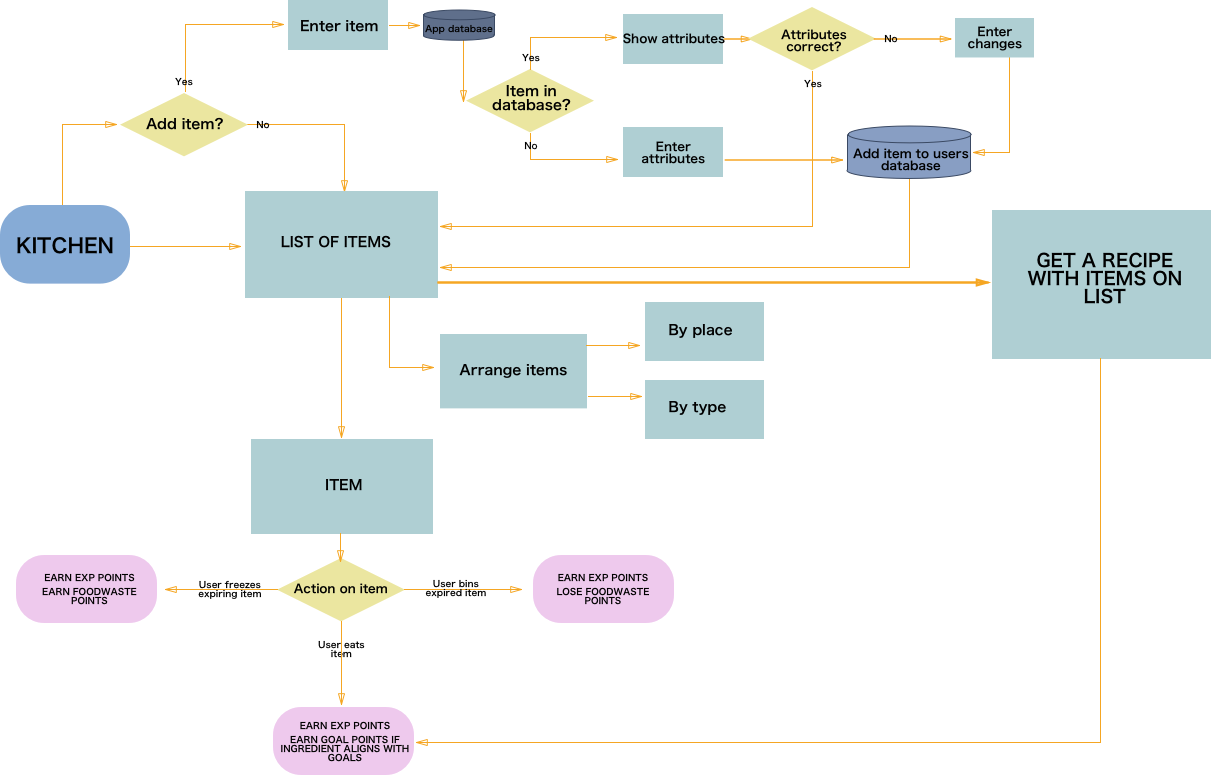 Enter item
App database
Show attributes
Attributes
correct?
No
Enter
changes
Yes
Yes
Yes
Item in
database?
Add item?
No
No
Enter
attributes
Add item to users
database
KITCHEN
LIST OF ITEMS
GET A RECIPE
WITH ITEMS ON
LIST
By place
Arrange items
By type
ITEM
EARN EXP POINTS
EARN FOODWASTE
POINTS
User freezes
expiring item
Action on item
User bins
expired item
EARN EXP POINTS
LOSE FOODWASTE
POINTS
User eats
item
EARN EXP POINTS
EARN GOAL POINTS IF
INGREDIENT ALIGNS WITH
GOALS